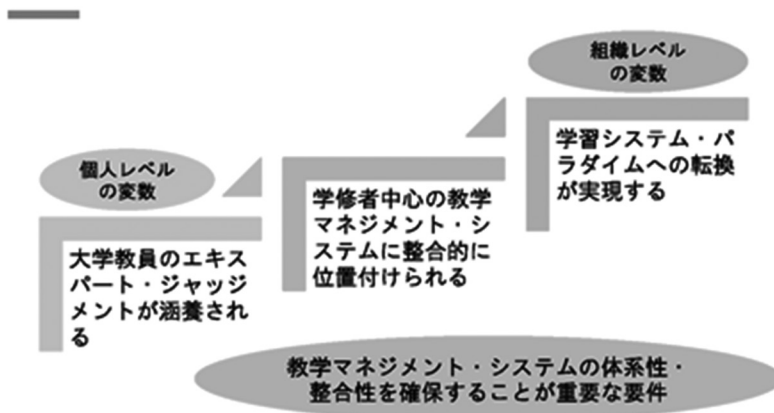 組織レベル
の変数
学習システム・パ
ラダイムへの転換
が実現する
個人レベル
の変数
学修者中心の教学
マネジメント・シ
ステムに整合的に
位置付けられる
大学教員のエキス
パート・ジャッジ
メントが涵養され
る
教学マネジメント・システムの体系性・
整合性を確保することが重要な要件